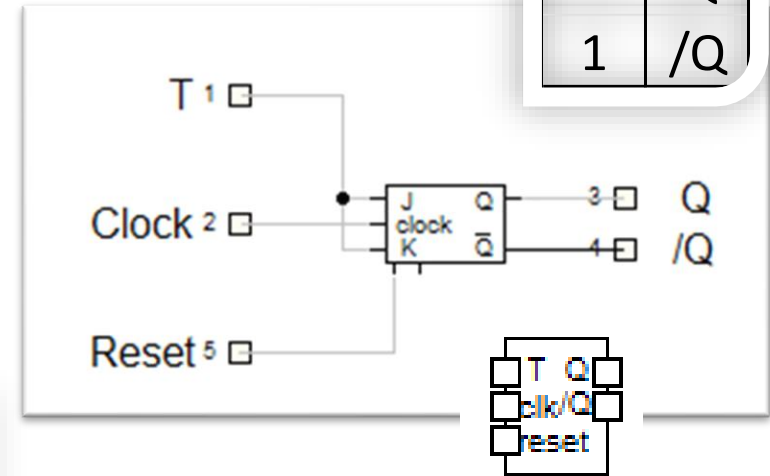 1 /Q
T 1
J Q 3 Q
Clock 2 clock
K Q̅ 4 /Q
Reset 5
T Q
clk /Q
reset